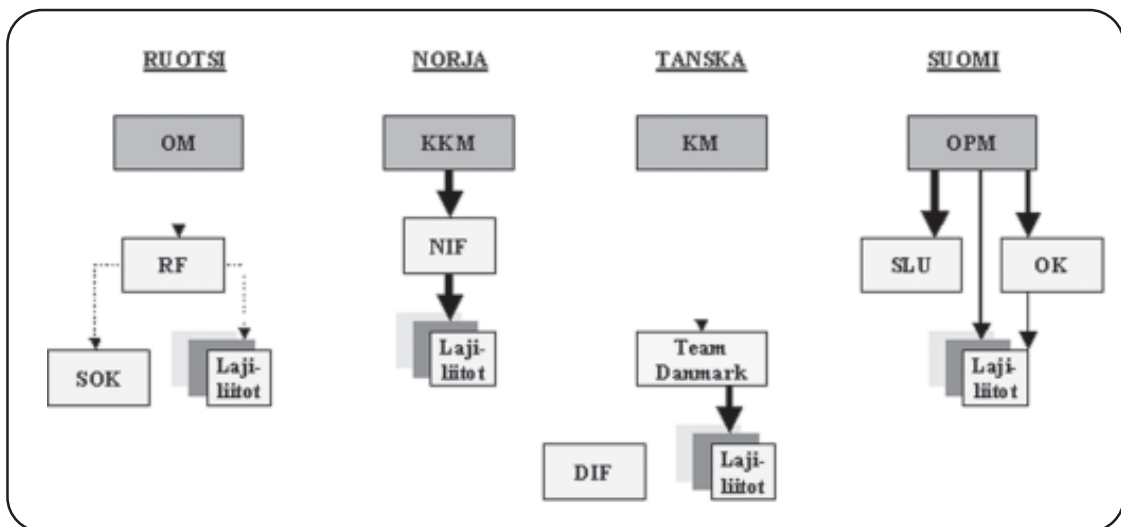 RUOTSI NORJA TANSKA SUOMI
OM KKM KM OPM
RF NIF SLU OK
SOK
Laji-
liitot
Laji-
liitot
Team
Danmark
Laji-
liitot
DIF
Laji-
liitot